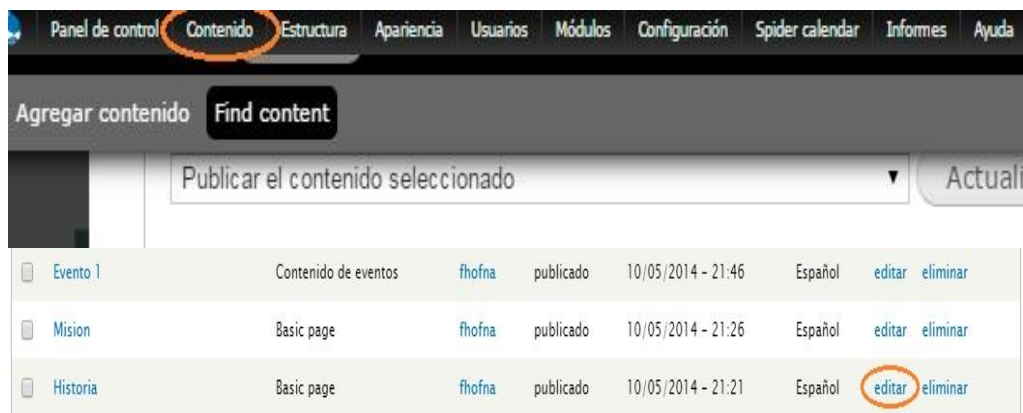 Panel de control Contenido Estructura Apariencia Usuarios Módulos Configuración Spider calendar Informes Ayuda
Agregar contenido Find content
Publicar el contenido seleccionado Actuali
Evento 1 Contenido de eventos fhofna publicado 10/05/2014 - 21:46 Español editar eliminar
Mision Basic page fhofna publicado 10/05/2014 - 21:26 Español editar eliminar
Historia Basic page fhofna publicado 10/05/2014 - 21:21 Español editar eliminar